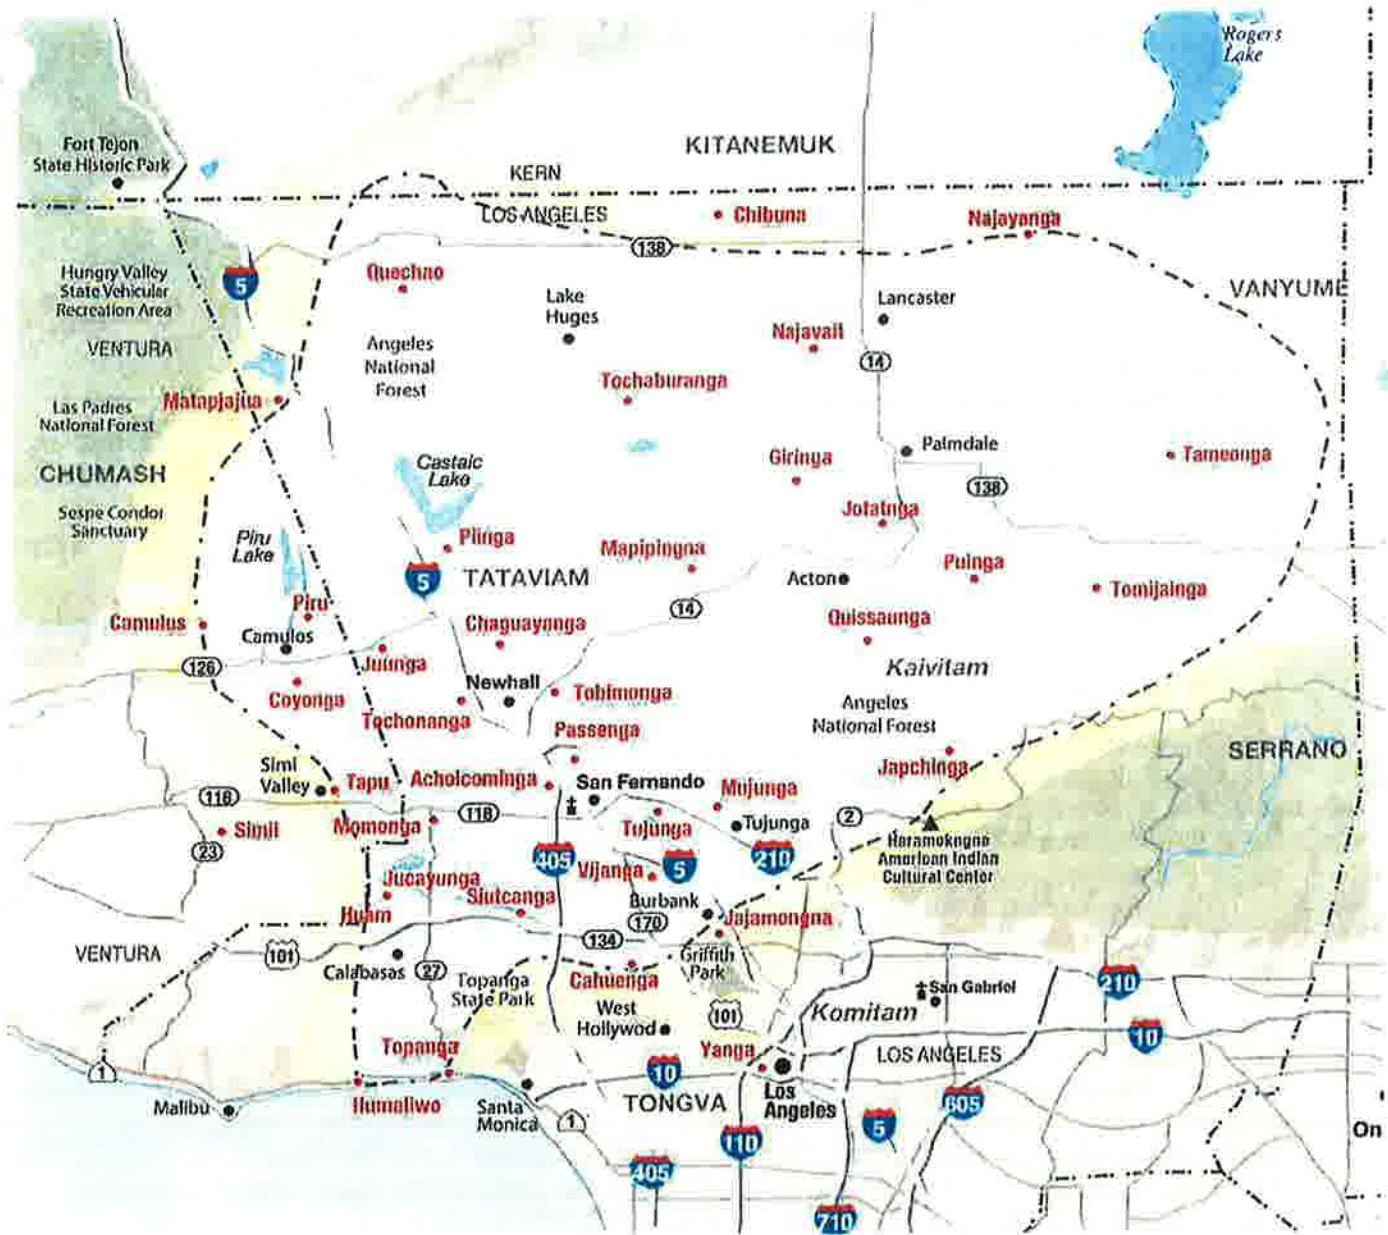 Rogers
Lake
Fort Tejon
State Historic Park
KITANEMUK
KERN
LOS ANGELES
Chibuna
Najayanga
138
Quechao
Hungry Valley
State Vehicular
Recreation Area
5
VANYUME
Lake
Huges
Lancaster
VENTURA
Angeles
National
Forest
Najavait
14
Tochaburanga
Matapjajua
Las Padres
National Forest
Palmdale
CHUMASH
Castaic
Lake
Giringa
Tameonga
138
Sespe Condor
Sanctuary
Piru
Lake
Piinga
Jotatnga
Mapipingna
Puinga
5
TATAVIAM
Acton
Tomijainga
Piru
14
Camulus
Camulos
Chaguayanga
Quissaunga
126
Juunga
Kaivitam
Coyonga
Newhall
Tobimonga
Tochonanga
Angeles
National Forest
Passenga
SERRANO
Simi
Valley
Tapu
Acholcominga
San Fernando
Mujunga
Japchinga
118
118
Simii
Momonga
Tujunga
Tujunga
2
23
405
Vijanga
5
210
Haramokngna
American Indian
Cultural Center
Jucayunga
Siutcanga
Huam
Burbank
170
Jajamongna
VENTURA
101
134
Griffith
Park
Calabasas
27
Topanga
State Park
Cahuenga
West
Hollywod
101
Komitam
San Gabriel
210
10
Topanga
Yanga
LOS ANGELES
1
10
Malibu
Humaliwo
Santa
Monica
1
TONGVA
Los
Angeles
605
5
110
On
405
710